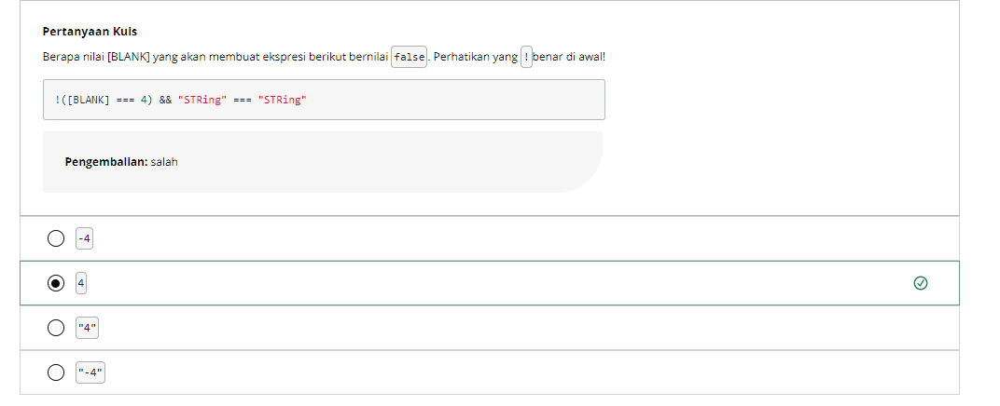 Pertanyaan Kuis
Berapa nilai [BLANK] yang akan membuat ekspresi berikut bernilai false. Perhatikan yang ! benar di awal!
!([BLANK] === 4) && "STRing" === "STRing"
Pengembalian: salah
-4
4
"4"
"-4"